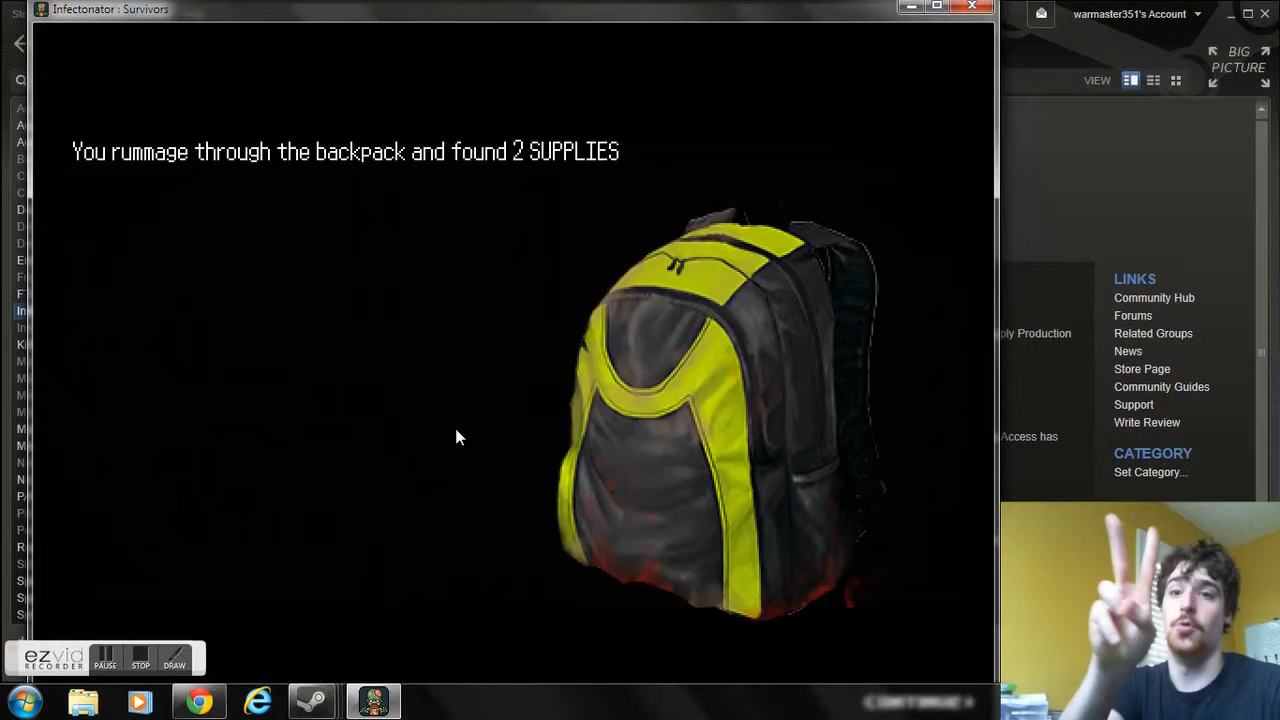 Infectonator : Survivors
warmaster351's Account
BIG
PICTURE
VIEW
You rummage through the backpack and found 2 SUPPLIES
LINKS
Community Hub
Forums
Related Groups
News
Store Page
Community Guides
Support
Write Review
CATEGORY
Set Category...
Production
Access has
ezvid
RECORDER
PAUSE
STOP
DRAW
CONTINUE